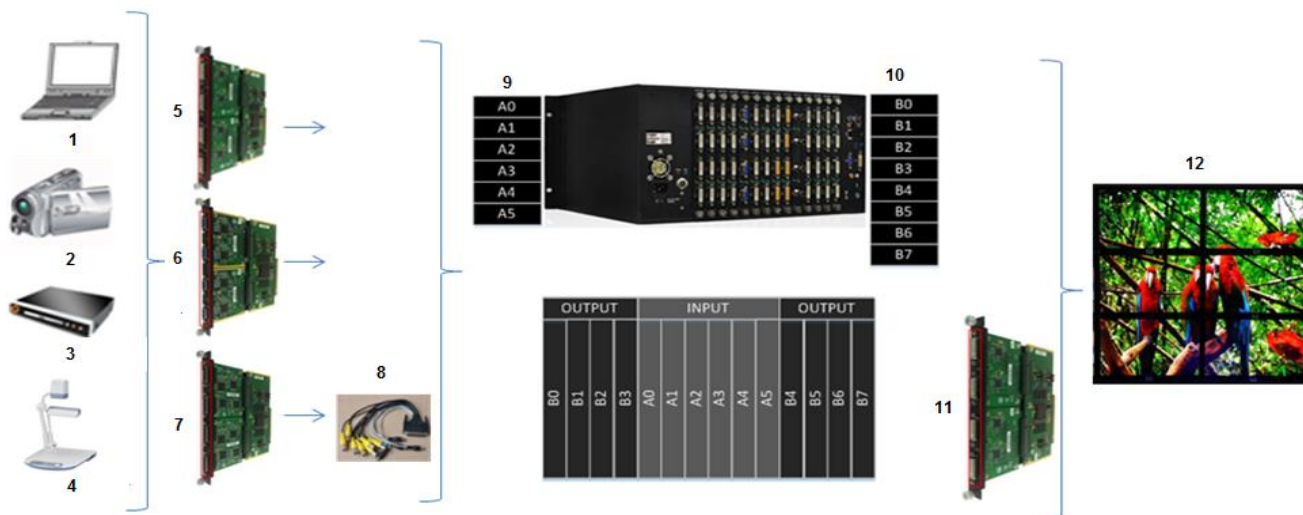 1
2
3
4
5
6
7
8
9
A0
A1
A2
A3
A4
A5
10
B0
B1
B2
B3
B4
B5
B6
B7
OUTPUT INPUT OUTPUT
B0 B1 B2 B3 A0 A1 A2 A3 A4 A5 B4 B5 B6 B7
11
12